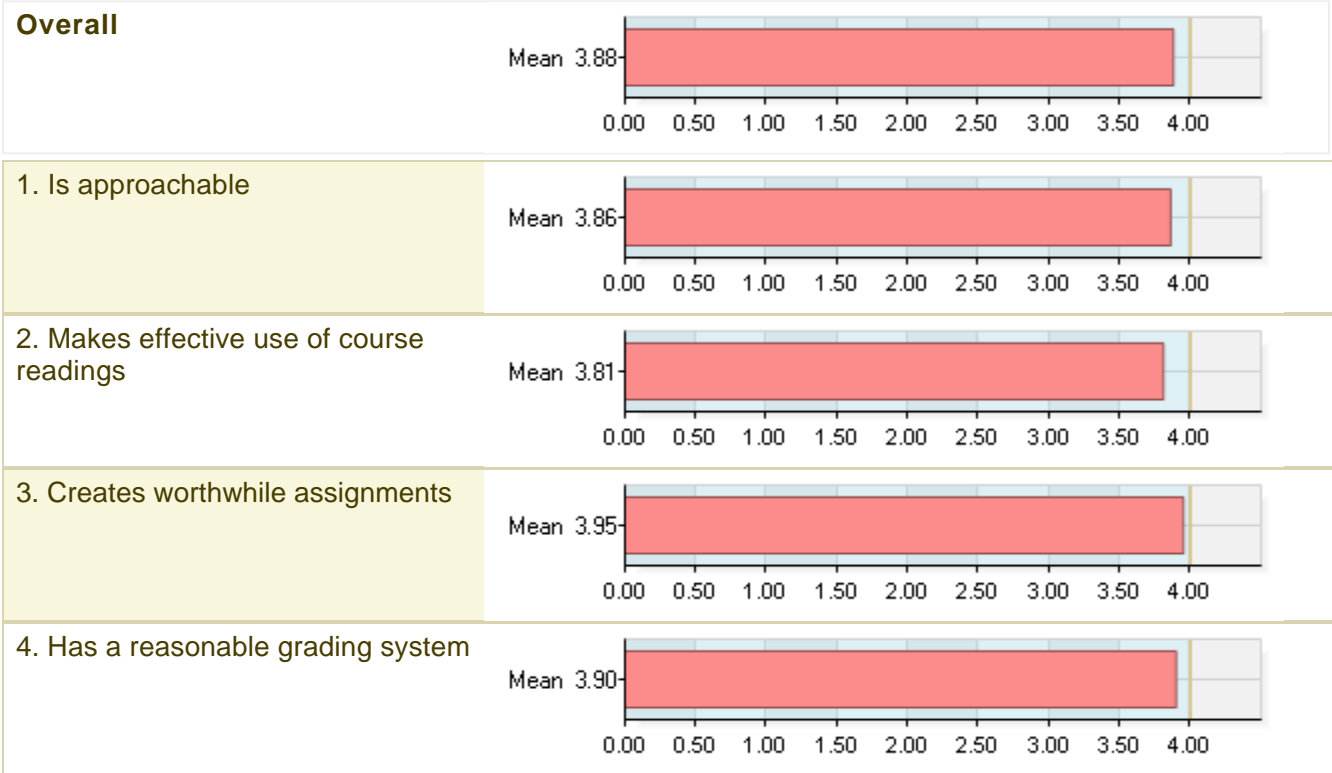 Overall
Mean 3.88
0.00 0.50 1.00 1.50 2.00 2.50 3.00 3.50 4.00
1. Is approachable
Mean 3.86
0.00 0.50 1.00 1.50 2.00 2.50 3.00 3.50 4.00
2. Makes effective use of course
readings
Mean 3.81
0.00 0.50 1.00 1.50 2.00 2.50 3.00 3.50 4.00
3. Creates worthwhile assignments
Mean 3.95
0.00 0.50 1.00 1.50 2.00 2.50 3.00 3.50 4.00
4. Has a reasonable grading system
Mean 3.90
0.00 0.50 1.00 1.50 2.00 2.50 3.00 3.50 4.00